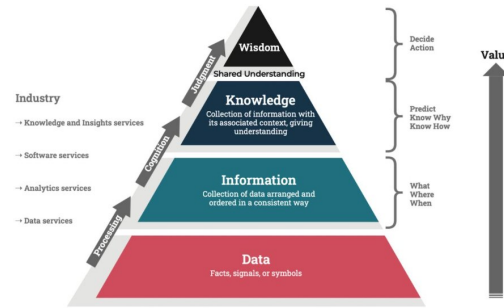 Wisdom
Shared Understanding
Knowledge
Collection of information with
its associated context, giving
understanding
Information
Collection of data arranged and
ordered in a consistent way
Data
Facts, signals, or symbols
Judgment
Cognition
Processing
Industry
→ Knowledge and Insights services
→ Software services
→ Analytics services
→ Data services
Decide
Action
Predict
Know Why
Know How
What
Where
When
Valu